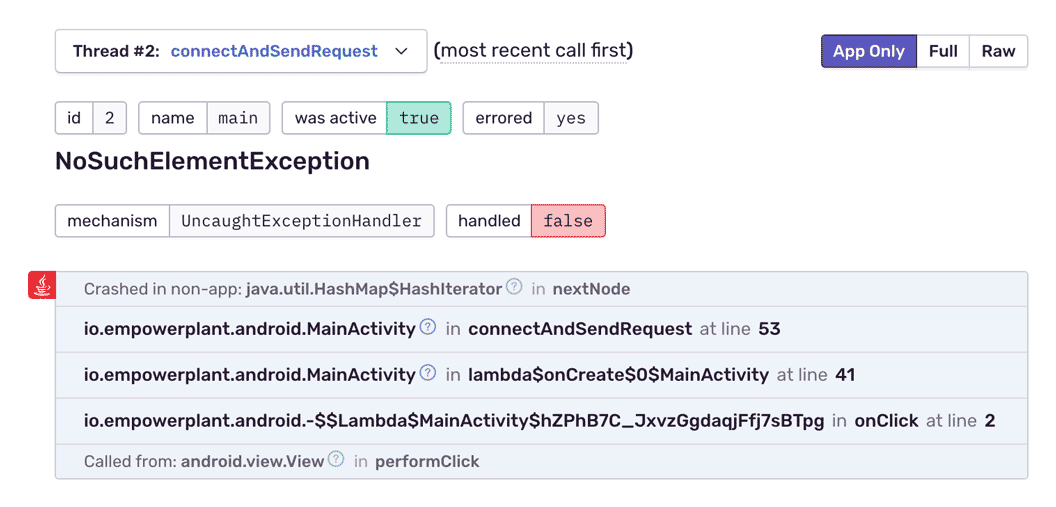 Thread #2: connectAndSendRequest (most recent call first) App Only Full Raw
id 2 name main was active true errored yes
NoSuchElementException
mechanism UncaughtExceptionHandler handled false
Crashed in non-app: java.util.HashMap$HashIterator ? in nextNode
io.empowerplant.android.MainActivity ? in connectAndSendRequest at line 53
io.empowerplant.android.MainActivity ? in lambda$onCreate$0$MainActivity at line 41
io.empowerplant.android.-$$Lambda$MainActivity$hZPhB7C_JxvzGgdaqjFfj7sBTpg in onClick at line 2
Called from: android.view.View ? in performClick